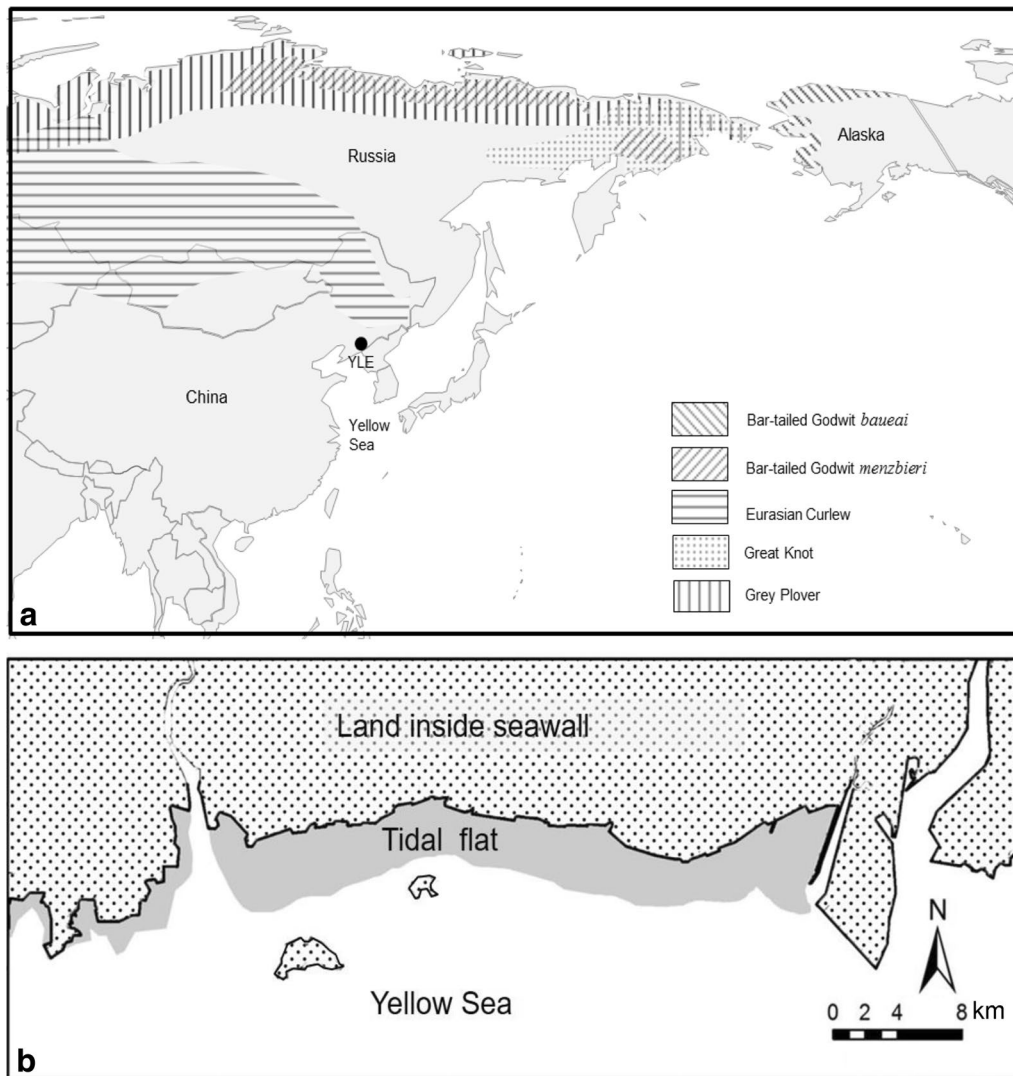 Russia
Alaska
YLE
China
Yellow
Sea
Bar-tailed Godwit baueai
Bar-tailed Godwit menzbieri
Eurasian Curlew
Great Knot
Grey Plover
a
Land inside seawall
Tidal flat
N
Yellow Sea
0 2 4 8 km
b